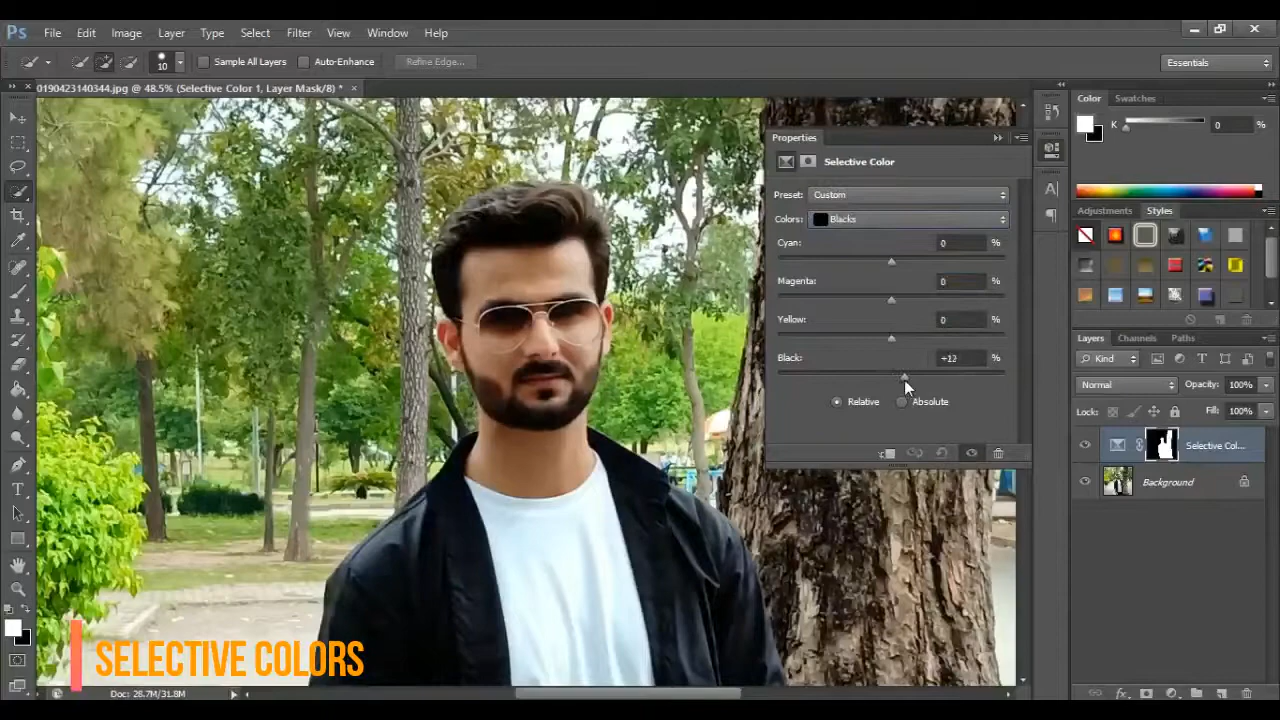 Ps File Edit Image Layer Type Select Filter View Window Help
10 Sample All Layers Auto-Enhance Refine Edge... Essentials
0190423140344.jpg @ 48.5% (Selective Color 1, Layer Mask/8) * ×
Color Swatches
K 0 %
Properties
Selective Color
Preset: Custom
Colors: Blacks
Cyan: 0 %
Magenta: 0 %
Yellow: 0 %
Black: +12 %
Relative Absolute
Adjustments Styles
Layers Channels Paths
Kind
Normal Opacity: 100%
Lock: Fill: 100%
Selective Col...
Background
SELECTIVE COLORS
Doc: 28.7M/31.8M